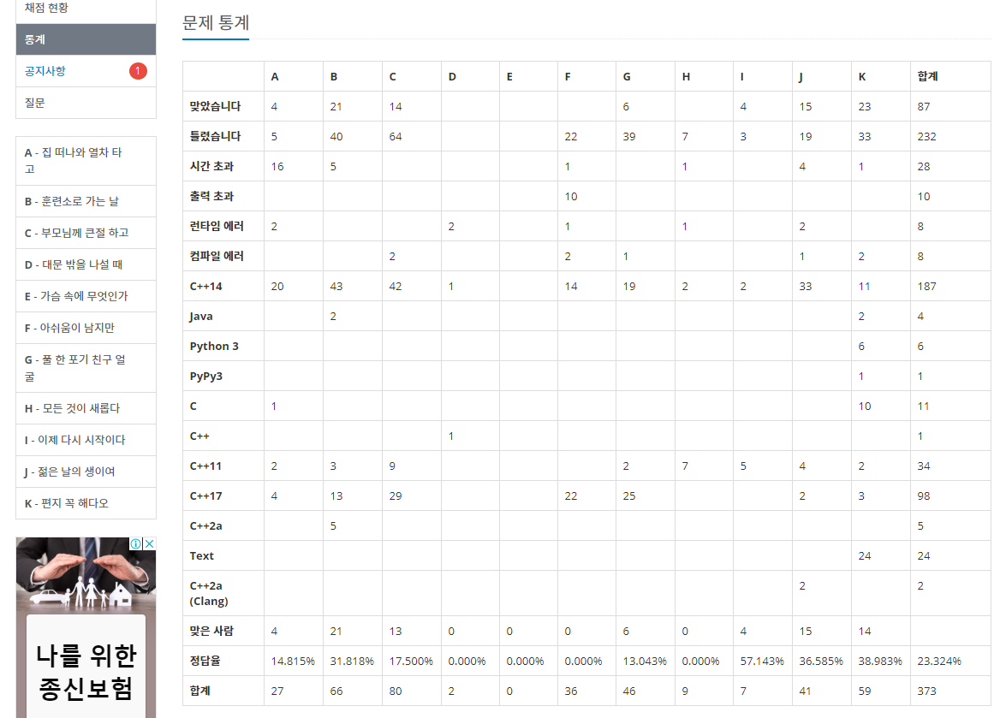 채점 현황
통계
공지사항 1
질문
A - 집 떠나와 열차 타
고
B - 훈련소로 가는 날
C - 부모님께 큰절 하고
D - 대문 밖을 나설 때
E - 가슴 속에 무엇인가
F - 아쉬움이 남지만
G - 풀 한 포기 친구 얼
굴
H - 모든 것이 새롭다
I - 이제 다시 시작이다
J - 젊은 날의 생이여
K - 편지 꼭 해다오
나를 위한
종신보험
문제 통계
A B C D E F G H I J K 합계
맞았습니다 4 21 14 6 4 15 23 87
틀렸습니다 5 40 64 22 39 7 3 19 33 232
시간 초과 16 5 1 1 4 1 28
출력 초과 10 10
런타임 에러 2 2 1 1 2 8
컴파일 에러 2 2 1 1 2 8
C++14 20 43 42 1 14 19 2 2 33 11 187
Java 2 2 4
Python 3 6 6
PyPy3 1 1
C 1 10 11
C++ 1 1
C++11 2 3 9 2 7 5 4 2 34
C++17 4 13 29 22 25 2 3 98
C++2a 5 5
Text 24 24
C++2a
(Clang) 2 2
맞은 사람 4 21 13 0 0 0 6 0 4 15 14
정답율 14.815% 31.818% 17.500% 0.000% 0.000% 0.000% 13.043% 0.000% 57.143% 36.585% 38.983% 23.324%
합계 27 66 80 2 0 36 46 9 7 41 59 373